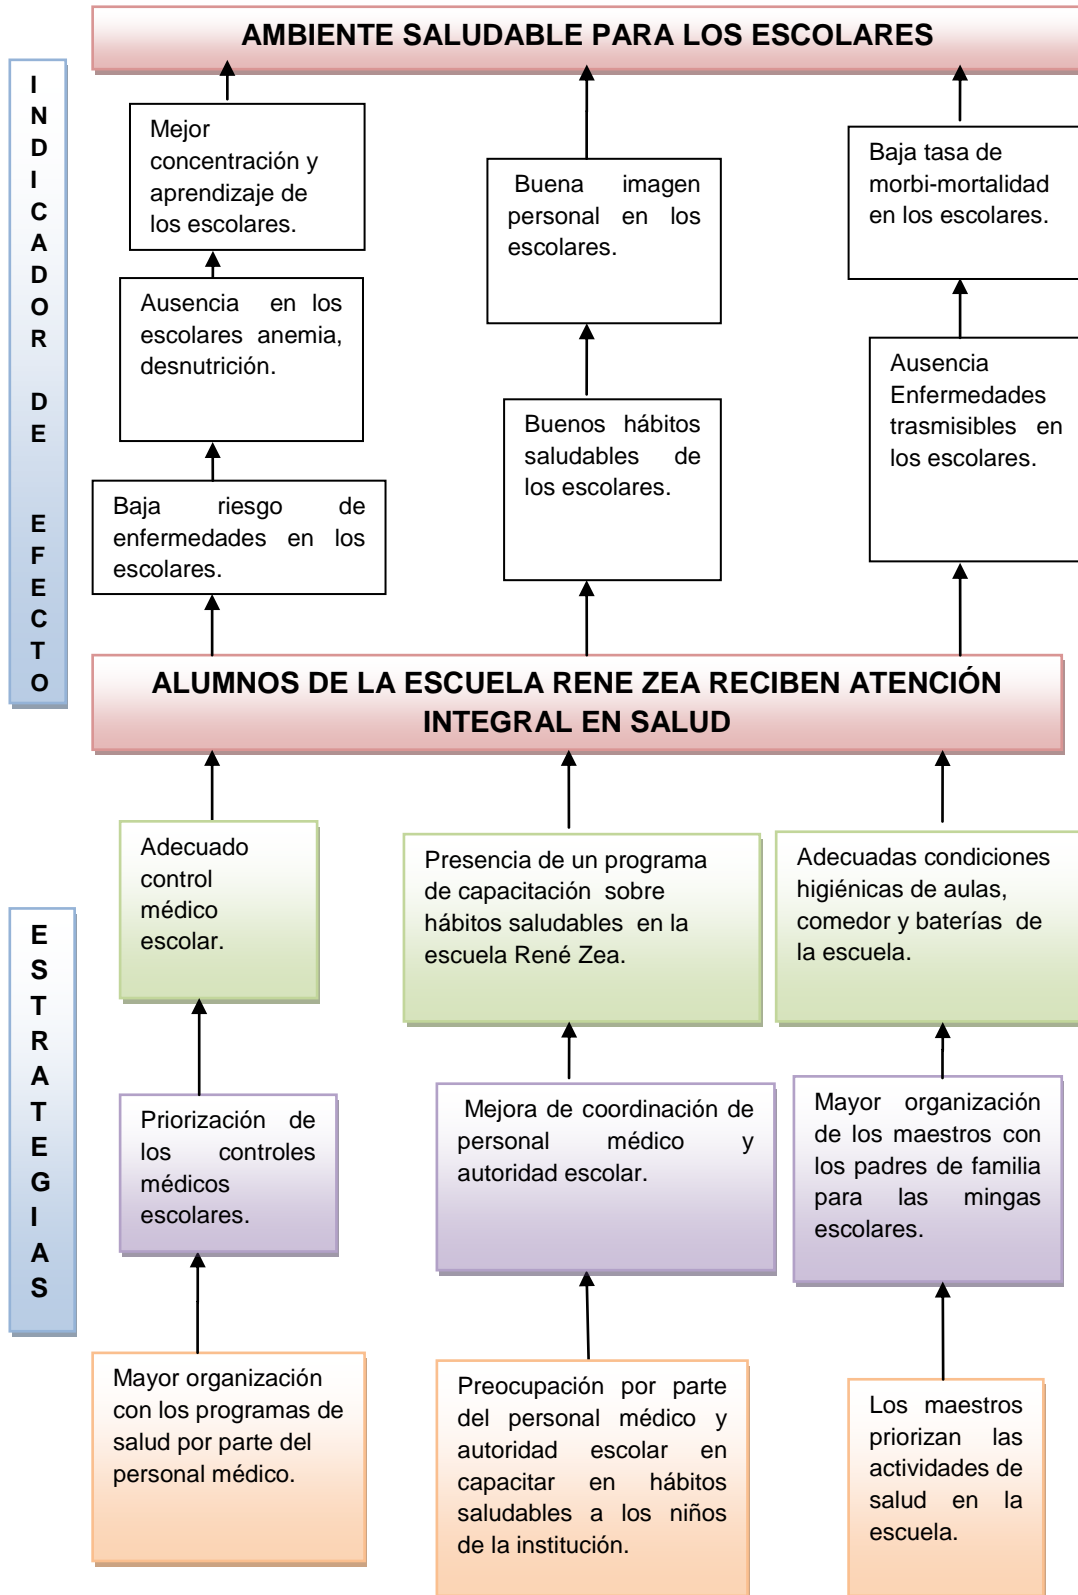 AMBIENTE SALUDABLE PARA LOS ESCOLARES
I
N
D
I
C
A
D
O
R
D
E
E
F
E
C
T
O
Mejor
concentración y
aprendizaje de
los escolares.
Buena imagen
personal en los
escolares.
Baja tasa de
morbi-mortalidad
en los escolares.
Ausencia en los
escolares anemia,
desnutrición.
Buenos hábitos
saludables de
los escolares.
Ausencia
Enfermedades
trasmisibles en
los escolares.
Baja riesgo de
enfermedades en los
escolares.
ALUMNOS DE LA ESCUELA RENE ZEA RECIBEN ATENCIÓN
INTEGRAL EN SALUD
E
S
T
R
A
T
E
G
I
A
S
Adecuado
control
médico
escolar.
Presencia de un programa
de capacitación sobre
hábitos saludables en la
escuela René Zea.
Adecuadas condiciones
higiénicas de aulas,
comedor y baterías de
la escuela.
Priorización de
los controles
médicos
escolares.
Mejora de coordinación de
personal médico y
autoridad escolar.
Mayor organización
de los maestros con
los padres de familia
para las mingas
escolares.
Mayor organización
con los programas de
salud por parte del
personal médico.
Preocupación por parte
del personal médico y
autoridad escolar en
capacitar en hábitos
saludables a los niños
de la institución.
Los maestros
priorizan las
actividades de
salud en la
escuela.